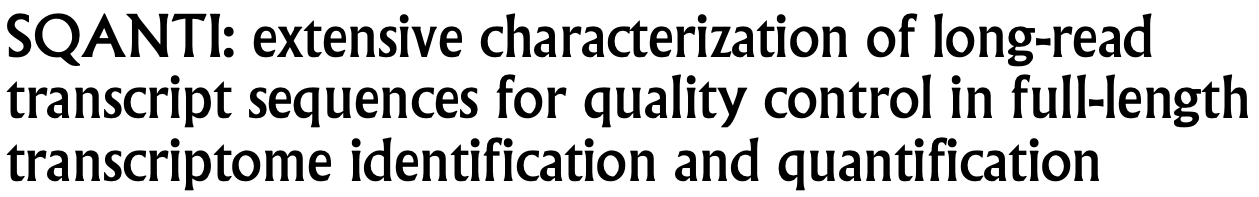 SQANTI: extensive characterization of long-read
transcript sequences for quality control in full-length
transcriptome identification and quantification